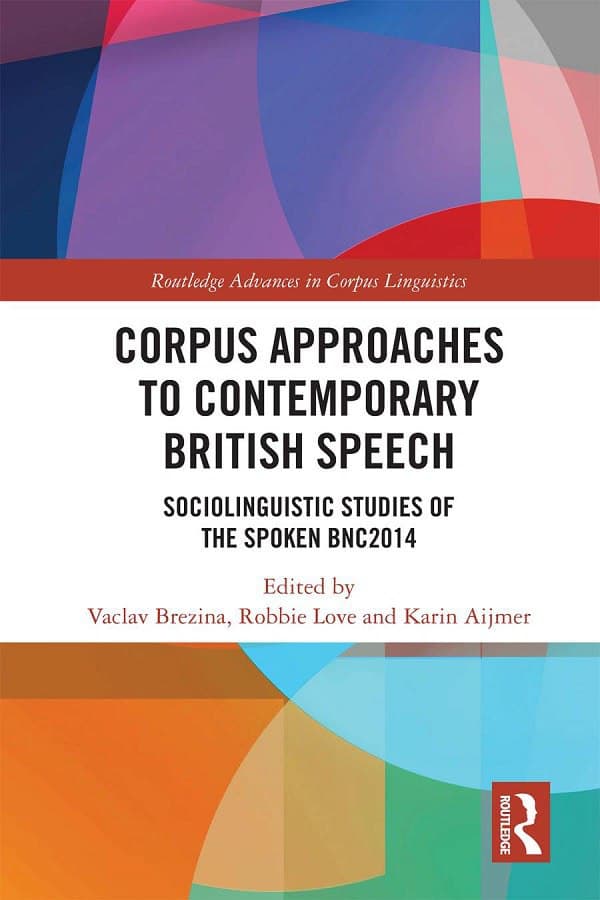 Routledge Advances in Corpus Linguistics
CORPUS APPROACHES
TO CONTEMPORARY
BRITISH SPEECH
SOCIOLINGUISTIC STUDIES OF
THE SPOKEN BNC2014
Edited by
Vaclav Brezina, Robbie Love and Karin Aijmer
ROUTLEDGE